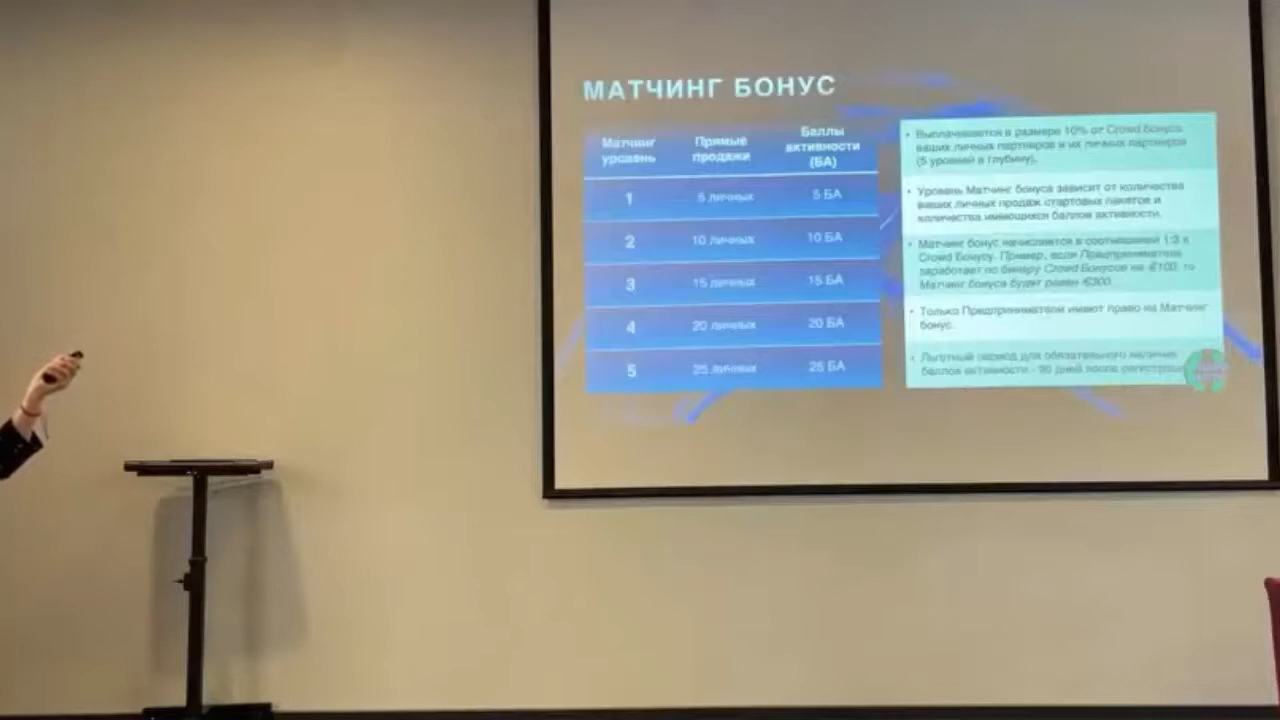 МАТЧИНГ БОНУС
Матчинг уровень Прямые продажи Баллы активности (БА)
1 5 личных 5 БА
2 10 личных 10 БА
3 15 личных 15 БА
4 20 личных 20 БА
5 25 личных 25 БА
• Выплачивается в размере 10% от Crowd Бонуса
ваших личных партнеров и их личных партнеров
(5 уровней в глубину).
• Уровень Матчинг бонуса зависит от количества
ваших личных продаж стартовых пакетов и
количества имеющихся баллов активности.
• Матчинг бонус начисляется в соотношении 1:3 к
Crowd Бонусу. Пример, если Предприниматель
заработает по бинару Crowd Бонусов на €100, то
Матчинг бонуса будет равен €300.
• Только Предприниматели имеют право на Матчинг
бонус.
• Льготный период для обязательного наличия
баллов активности - 90 дней после